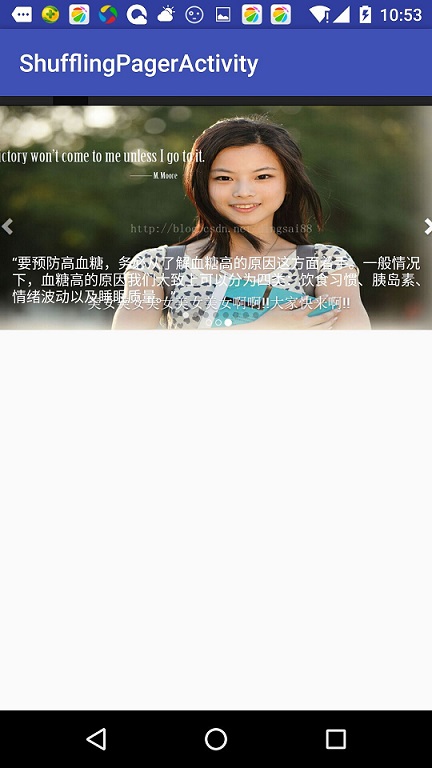 10:53
ShufflingPagerActivity
ctory won't come to me unless I go to it.
M. Moore
http://blog.csdn.net/
"要预防高血糖，务必从了解血糖高的原因这方面着手。一般情况
下，血糖高的原因我们大致上可以分为四大：饮食习惯、胰岛素、
情绪波动以及睡眠质量。
美女美女美女美女美女啊啊!!大家快来啊!!